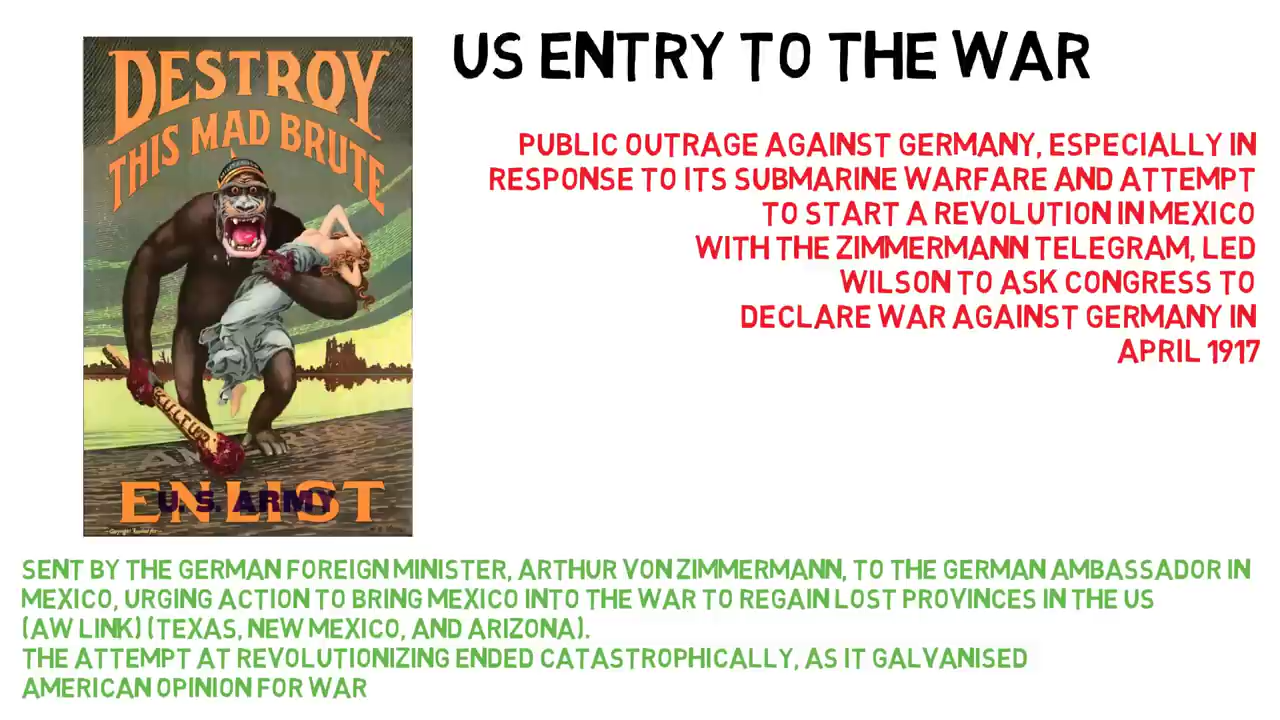 DESTROY
THIS MAD BRUTE
KULTUR
ENLIST
U.S. ARMY
US ENTRY TO THE WAR
PUBLIC OUTRAGE AGAINST GERMANY, ESPECIALLY IN
RESPONSE TO ITS SUBMARINE WARFARE AND ATTEMPT
TO START A REVOLUTION IN MEXICO
WITH THE ZIMMERMANN TELEGRAM, LED
WILSON TO ASK CONGRESS TO
DECLARE WAR AGAINST GERMANY IN
APRIL 1917
SENT BY THE GERMAN FOREIGN MINISTER, ARTHUR VON ZIMMERMANN, TO THE GERMAN AMBASSADOR IN
MEXICO, URGING ACTION TO BRING MEXICO INTO THE WAR TO REGAIN LOST PROVINCES IN THE US
(AW LINK) (TEXAS, NEW MEXICO, AND ARIZONA).
THE ATTEMPT AT REVOLUTIONIZING ENDED CATASTROPHICALLY, AS IT GALVANISED
AMERICAN OPINION FOR WAR